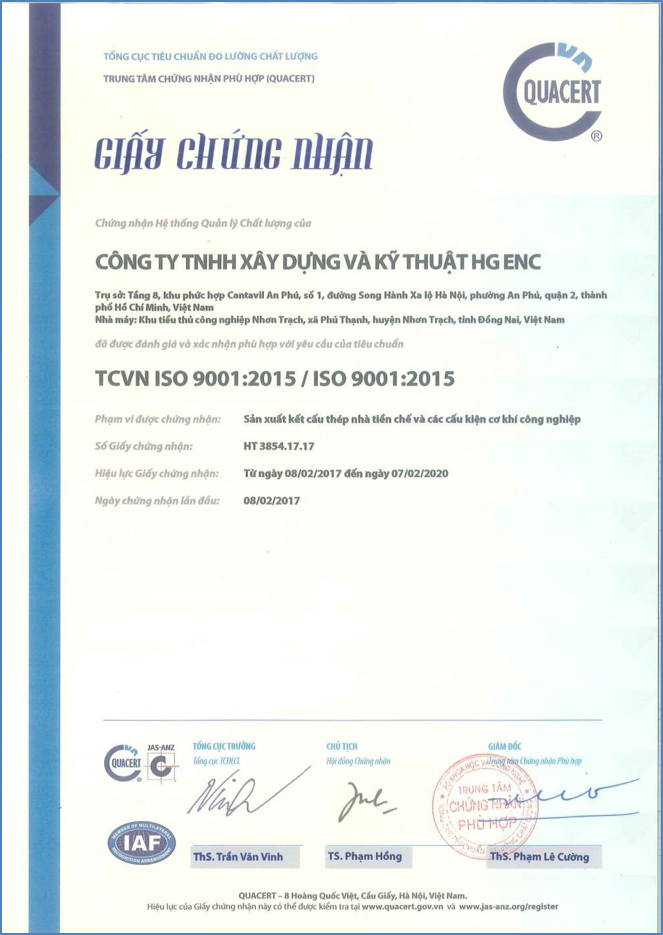 TỔNG CỤC TIÊU CHUẨN ĐO LƯỜNG CHẤT LƯỢNG
TRUNG TÂM CHỨNG NHẬN PHÙ HỢP (QUACERT)
QUACERT
®
GIẤY CHỨNG NHẬN
Chứng nhận Hệ thống Quản lý Chất lượng của
CÔNG TY TNHH XÂY DỰNG VÀ KỸ THUẬT HG ENC
Trụ sở: Tầng 8, khu phức hợp Cantavil An Phú, số 1, đường Song Hành Xa lộ Hà Nội, phường An Phú, quận 2, thành
phố Hồ Chí Minh, Việt Nam
Nhà máy: Khu tiểu thủ công nghiệp Nhơn Trạch, xã Phú Thạnh, huyện Nhơn Trạch, tỉnh Đồng Nai, Việt Nam
đã được đánh giá và xác nhận phù hợp với yêu cầu của tiêu chuẩn
TCVN ISO 9001:2015 / ISO 9001:2015
Phạm vi được chứng nhận: Sản xuất kết cấu thép nhà tiền chế và các cấu kiện cơ khí công nghiệp
Số Giấy chứng nhận: HT 3854.17.17
Hiệu lực Giấy chứng nhận: Từ ngày 08/02/2017 đến ngày 07/02/2020
Ngày chứng nhận lần đầu: 08/02/2017
QUACERT
®
JAS-ANZ
TỔNG CỤC TRƯỞNG
Tổng cục TCĐLCL
CHỦ TỊCH
Hội đồng Chứng nhận
GIÁM ĐỐC
Trung tâm Chứng nhận Phù hợp
TRUNG TÂM
CHỨNG NHẬN
PHÙ HỢP
MEMBER OF MULTILATERAL
IAF
RECOGNITION ARRANGEMENT
ThS. Trần Văn Vinh
TS. Phạm Hồng
ThS. Phạm Lê Cường
QUACERT – 8 Hoàng Quốc Việt, Cầu Giấy, Hà Nội, Việt Nam.
Hiệu lực của Giấy chứng nhận này có thể được kiểm tra tại www.quacert.gov.vn và www.jas-anz.org/register